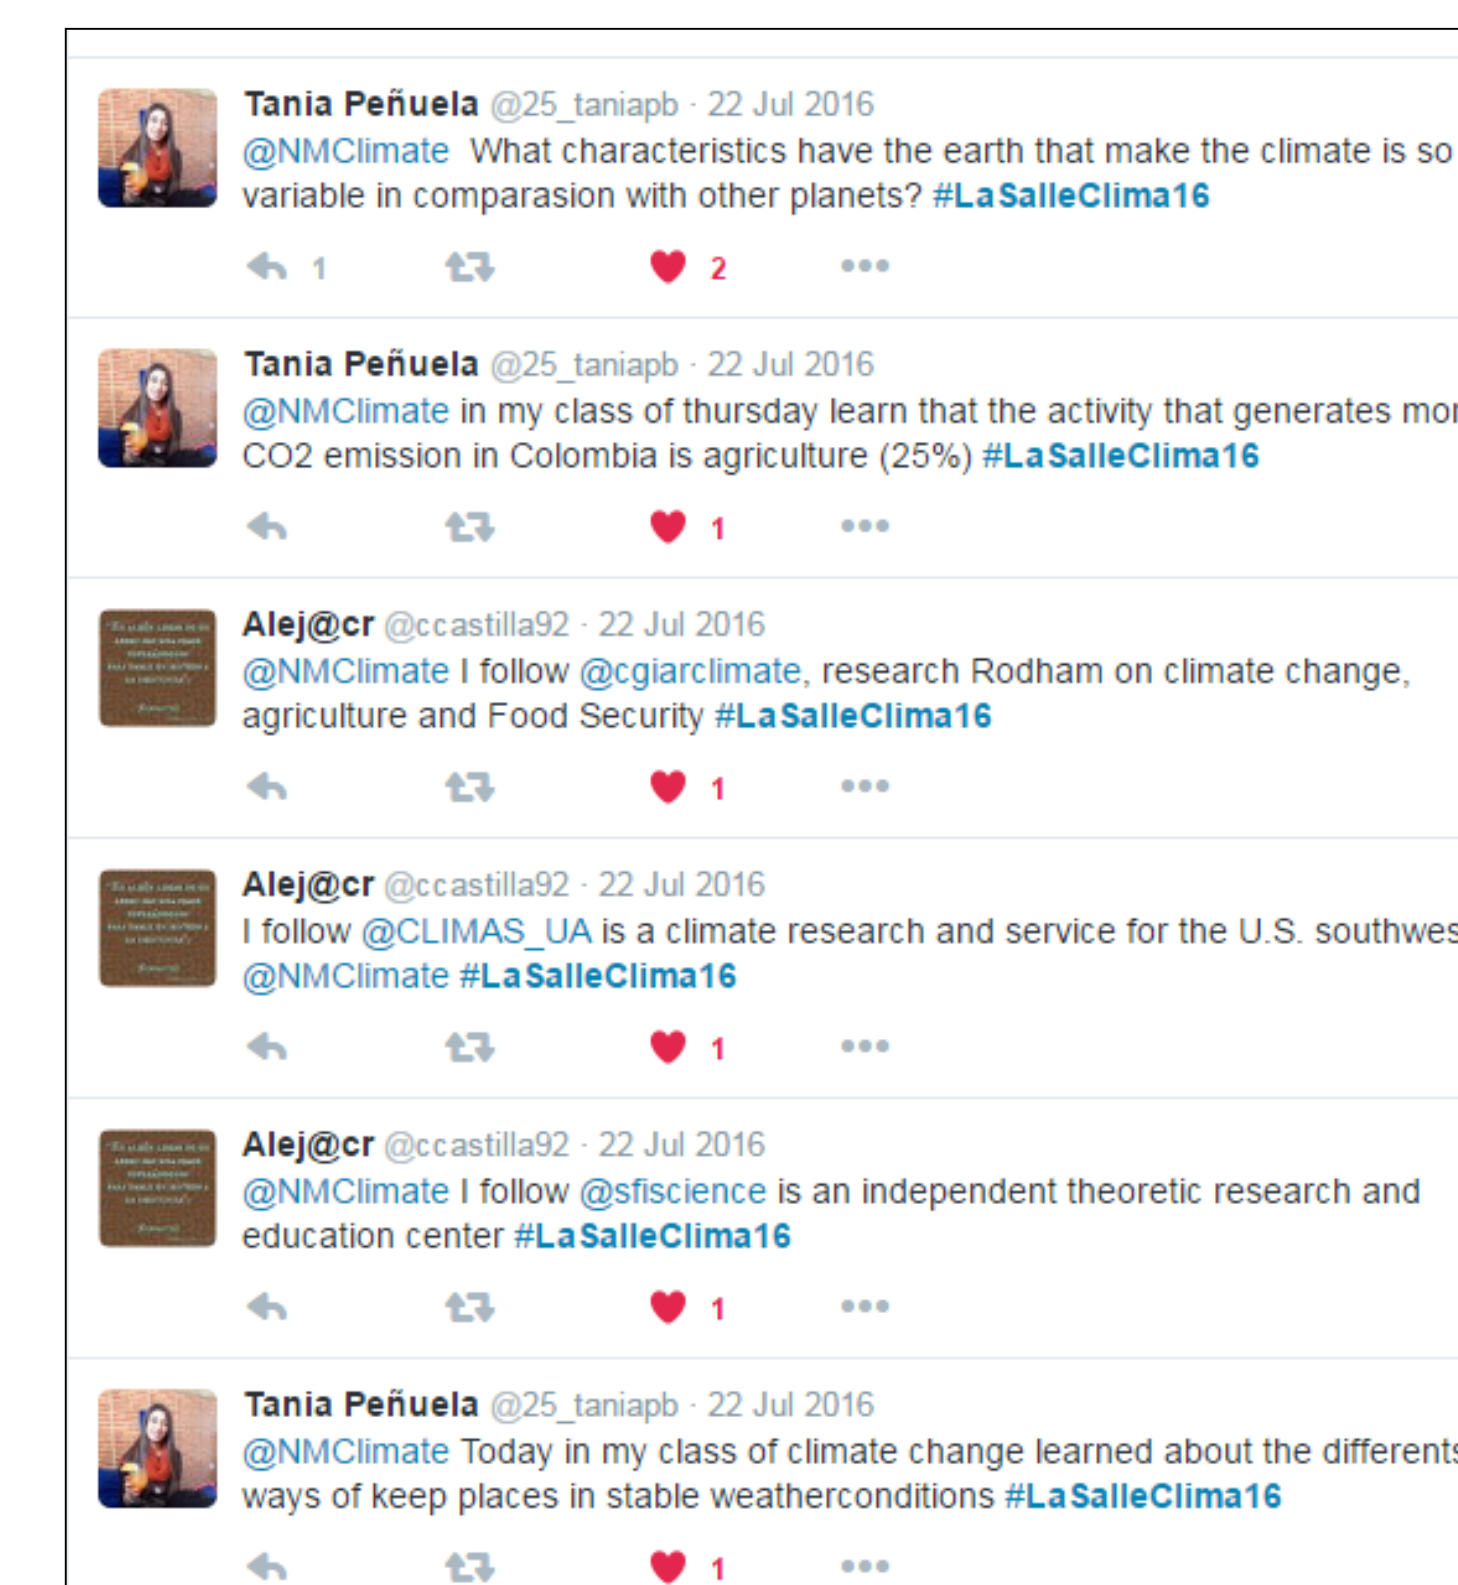 Tania Peñuela @25_taniapb · 22 Jul 2016
@NMClimate What characteristics have the earth that make the climate is so
variable in comparasion with other planets? #LaSalleClima16
1 2
Tania Peñuela @25_taniapb · 22 Jul 2016
@NMClimate in my class of thursday learn that the activity that generates
CO2 emission in Colombia is agriculture (25%) #LaSalleClima16
1
Alej@cr @ccastilla92 · 22 Jul 2016
@NMClimate I follow @cgiarclimate, research Rodham on climate change,
agriculture and Food Security #LaSalleClima16
1
Alej@cr @ccastilla92 · 22 Jul 2016
I follow @CLIMAS_UA is a climate research and service for the U.S.
@NMClimate #LaSalleClima16
1
Alej@cr @ccastilla92 · 22 Jul 2016
@NMClimate I follow @sfiscience is an independent theoretic research and
education center #LaSalleClima16
1
Tania Peñuela @25_taniapb · 22 Jul 2016
@NMClimate Today in my class of climate change learned about the differents
ways of keep places in stable weatherconditions #LaSalleClima16
1